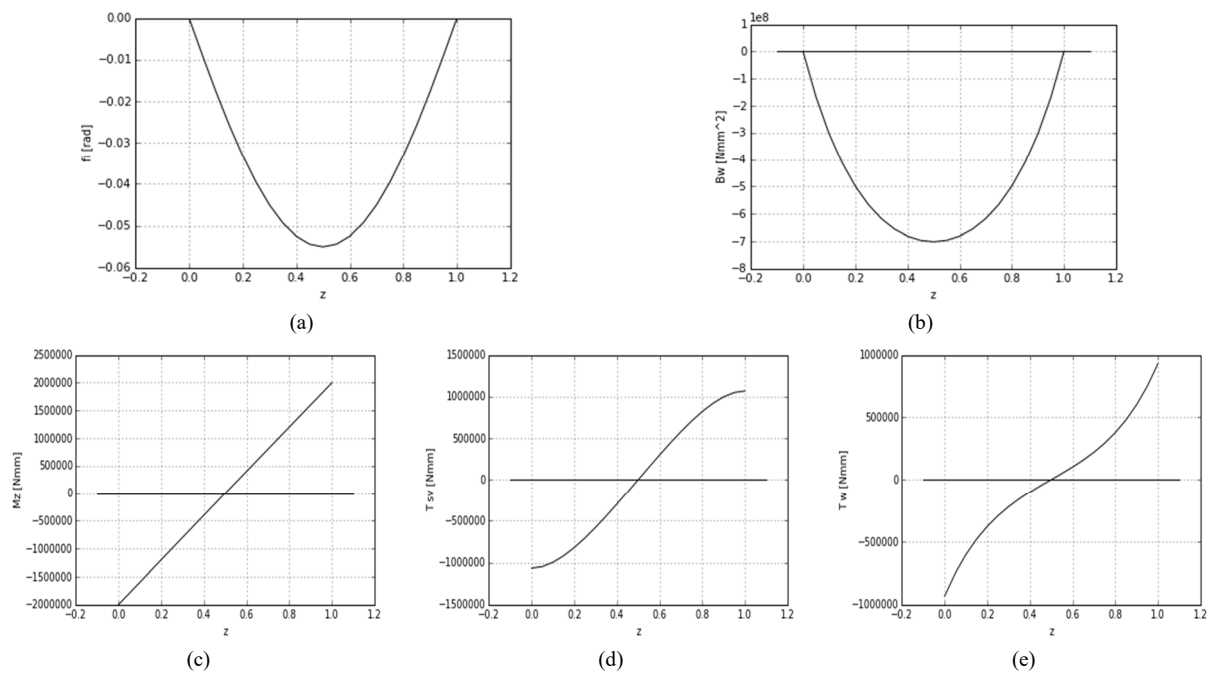 0.00
−0.01
−0.02
−0.03
−0.04
−0.05
−0.06
fi [rad]
−0.2 0.0 0.2 0.4 0.6 0.8 1.0 1.2
z
(a)
1e8
1
0
−1
−2
−3
−4
−5
−6
−7
−8
Bw [Nmm^2]
−0.2 0.0 0.2 0.4 0.6 0.8 1.0 1.2
z
(b)
2500000
2000000
1500000
1000000
500000
0
−500000
−1000000
−1500000
−2000000
Mz [Nmm]
−0.2 0.0 0.2 0.4 0.6 0.8 1.0 1.2
z
(c)
1500000
1000000
500000
0
−500000
−1000000
−1500000
T sv [Nmm]
−0.2 0.0 0.2 0.4 0.6 0.8 1.0 1.2
z
(d)
1000000
500000
0
−500000
−1000000
T w [Nmm]
−0.2 0.0 0.2 0.4 0.6 0.8 1.0 1.2
z
(e)